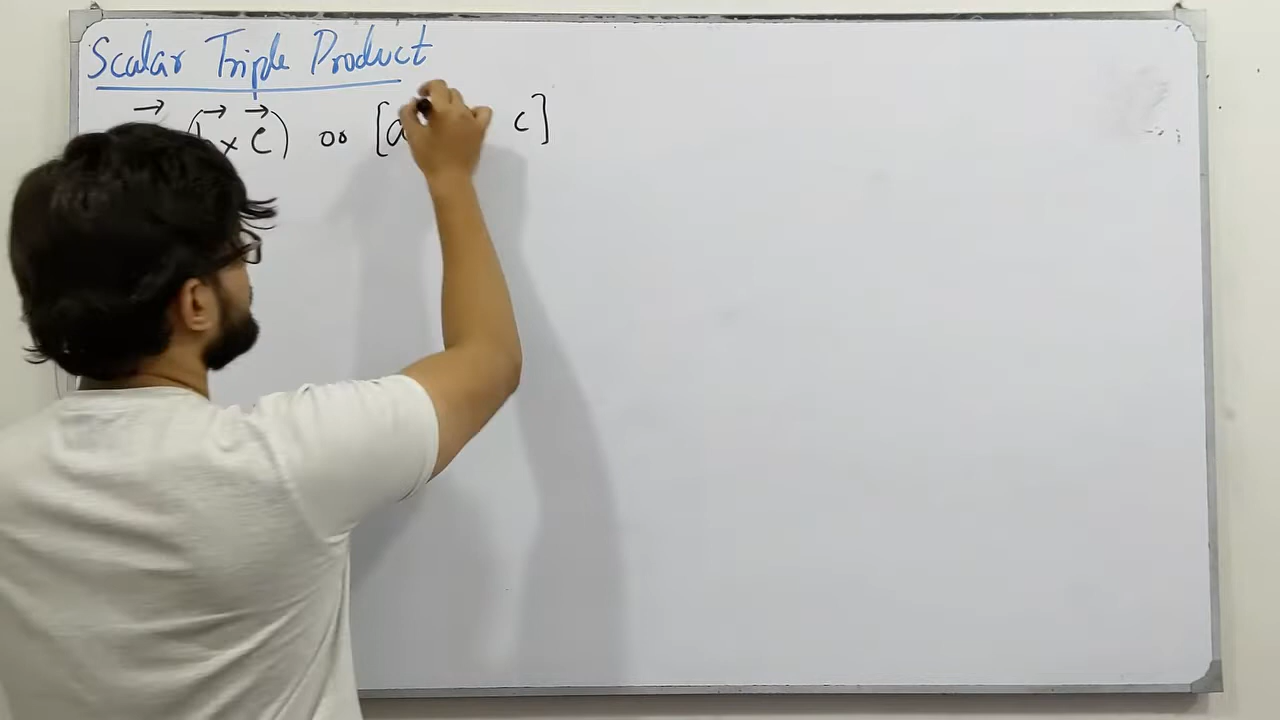 Scalar Triple Product
× c⃗) or [a c]